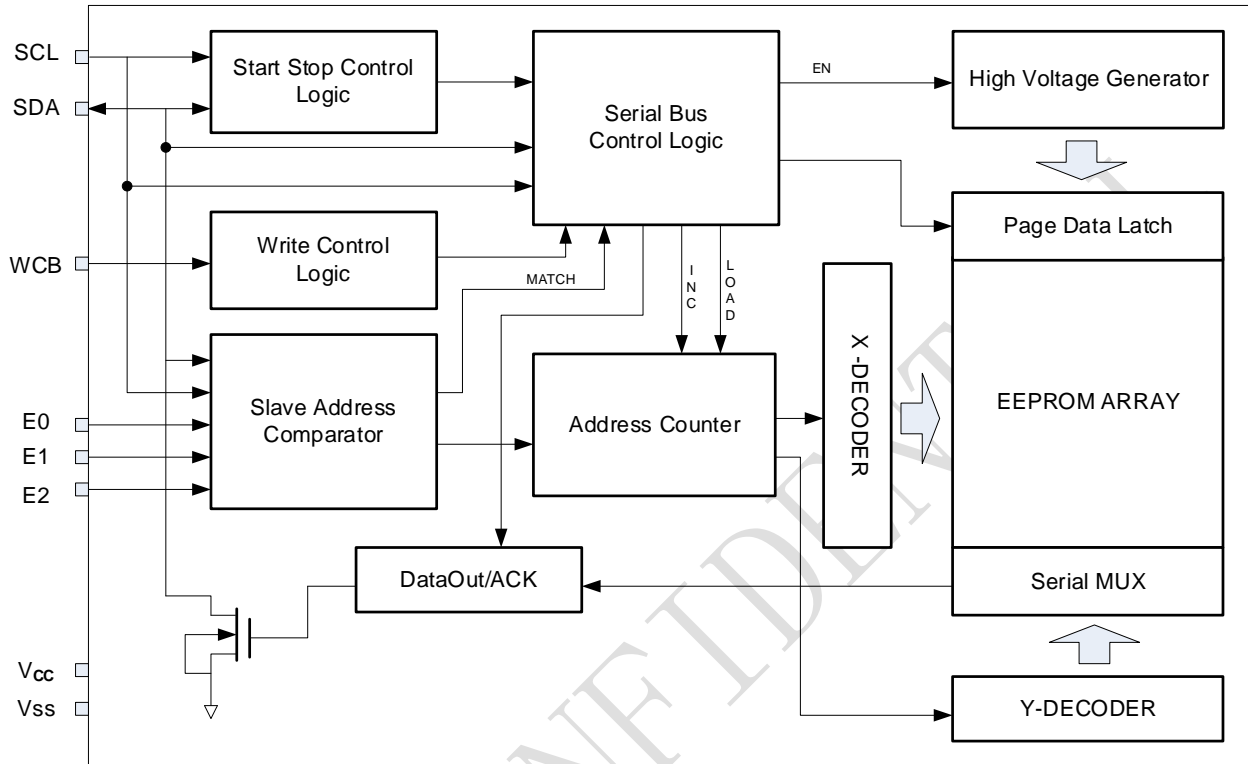 SCL
SDA
WCB
E0
E1
E2
Vcc
Vss
Start Stop Control
Logic
Write Control
Logic
Slave Address
Comparator
MATCH
Serial Bus
Control Logic
EN
INC
LOAD
Address Counter
DataOut/ACK
X -DECODER
High Voltage Generator
Page Data Latch
EEPROM ARRAY
Serial MUX
Y-DECODER